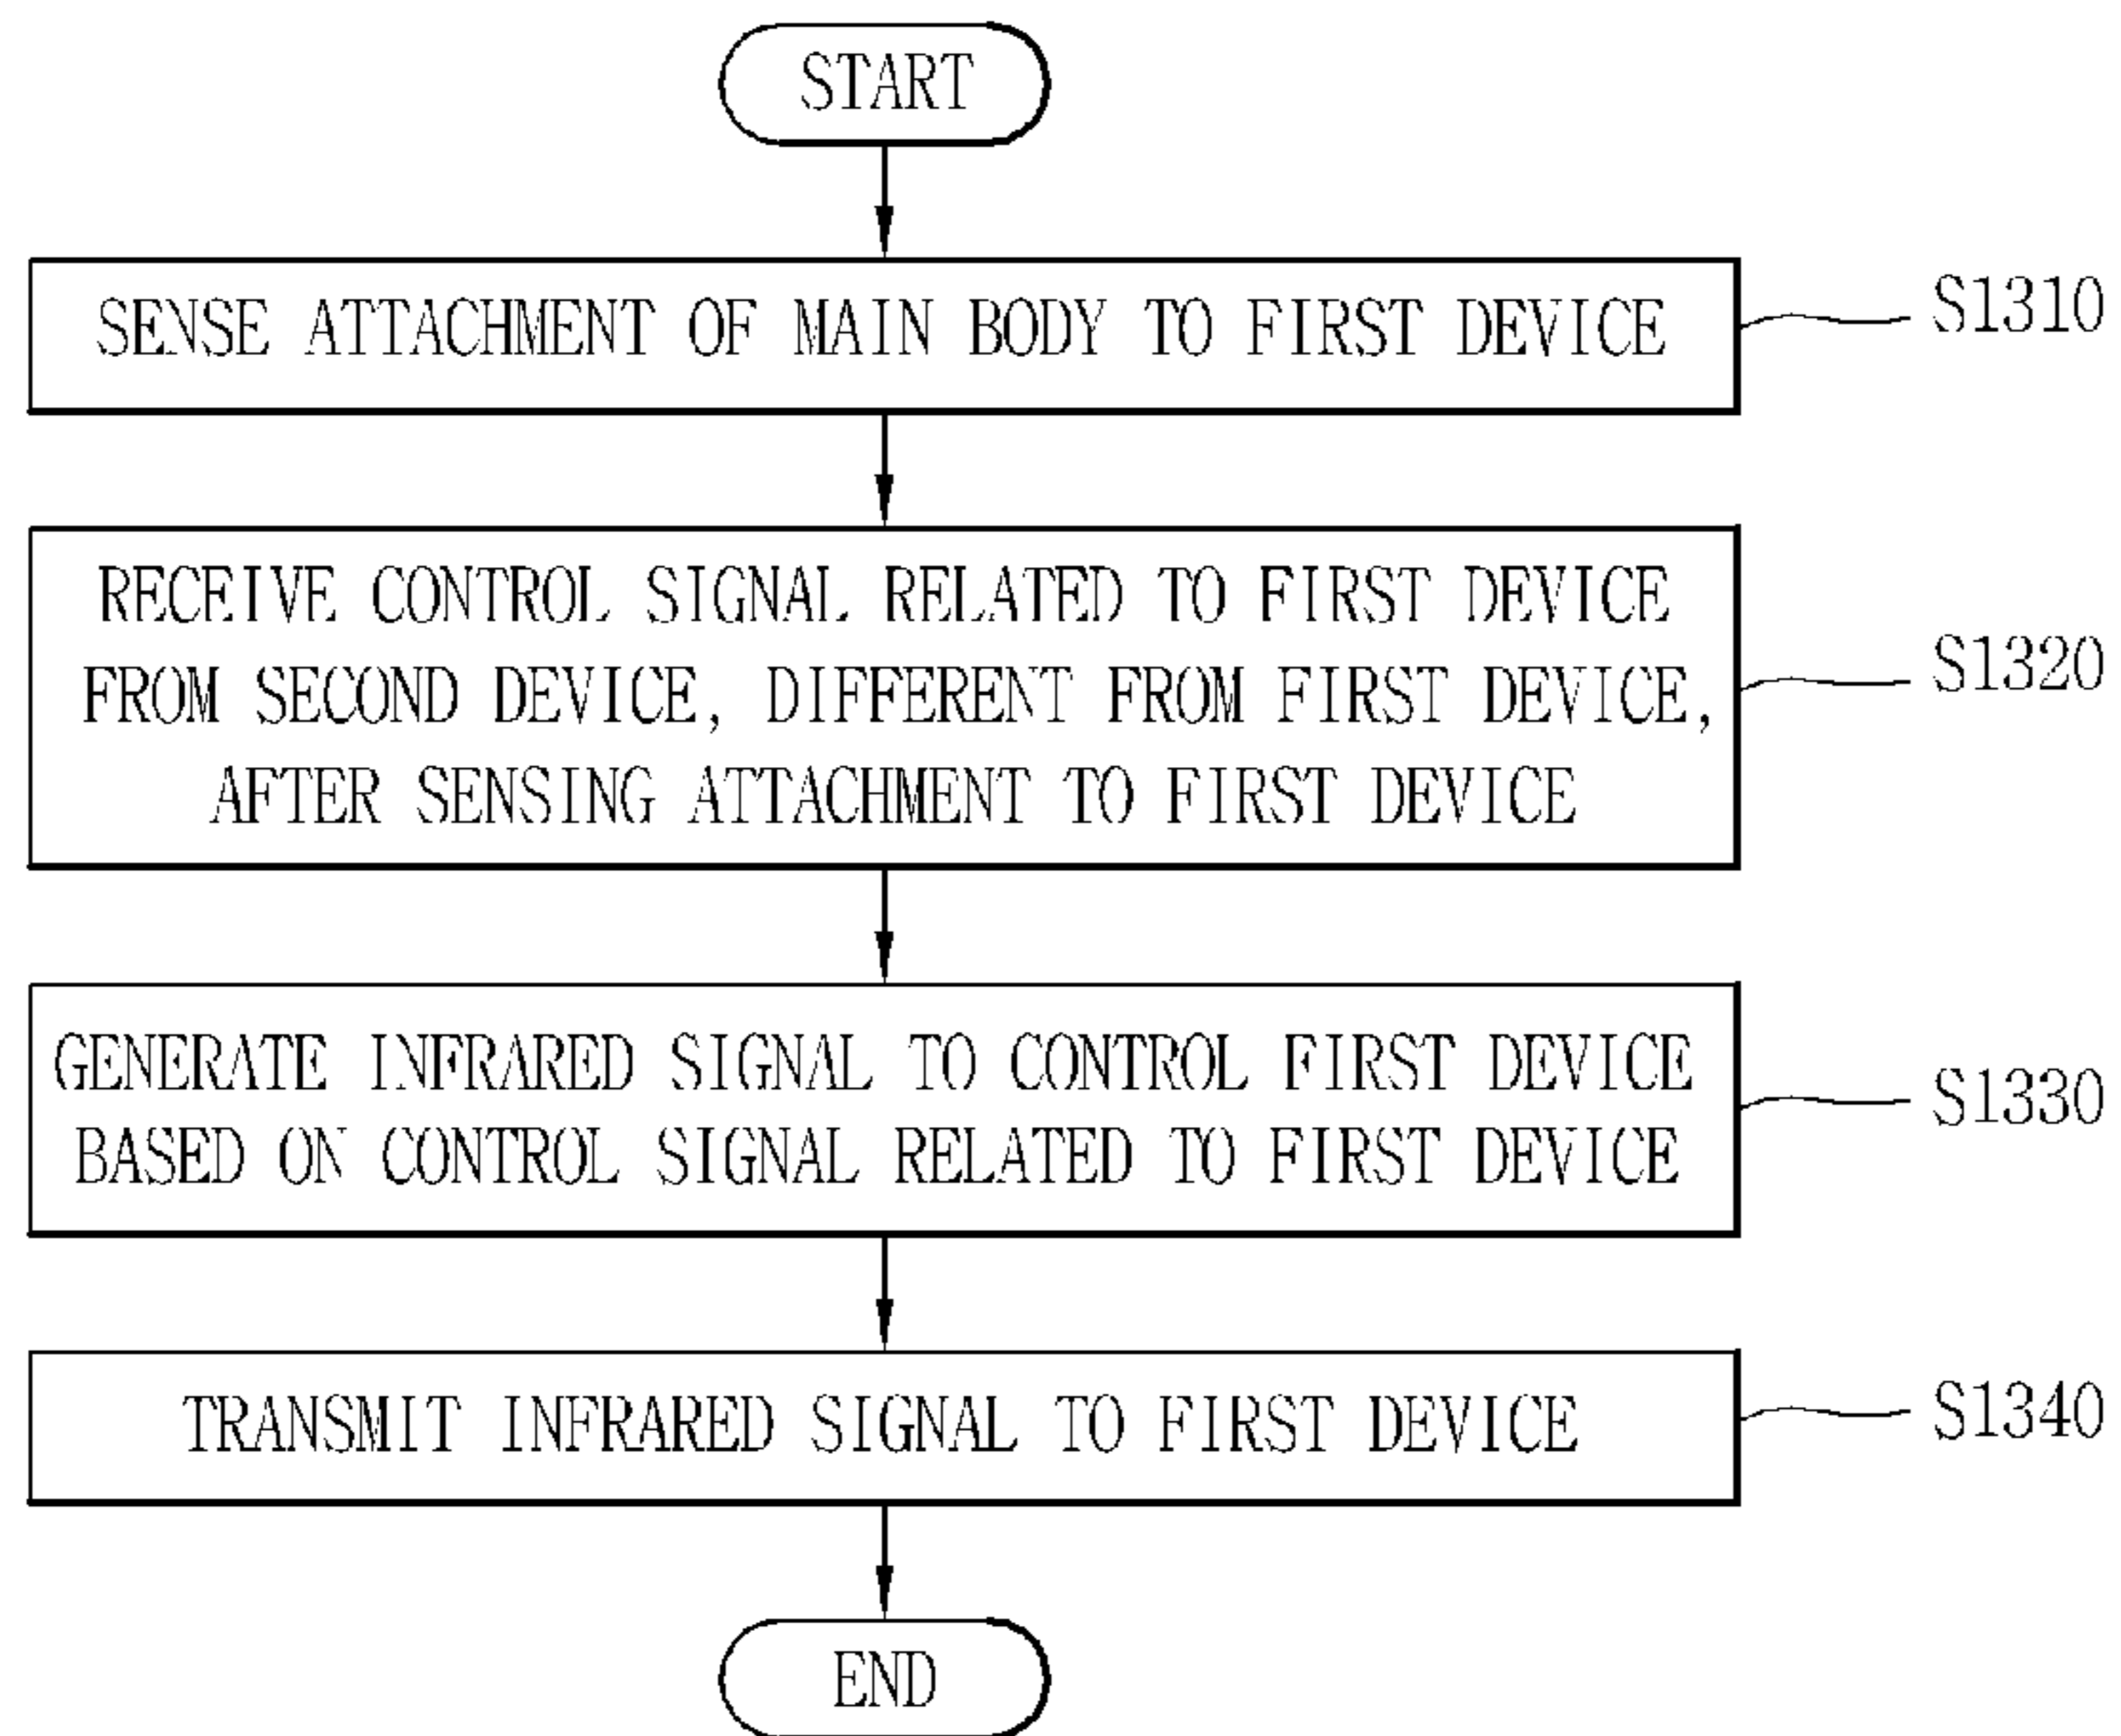 START
SENSE ATTACHMENT OF MAIN BODY TO FIRST DEVICE
S1310
RECEIVE CONTROL SIGNAL RELATED TO FIRST DEVICE
FROM SECOND DEVICE, DIFFERENT FROM FIRST DEVICE,
AFTER SENSING ATTACHMENT TO FIRST DEVICE
S1320
GENERATE INFRARED SIGNAL TO CONTROL FIRST DEVICE
BASED ON CONTROL SIGNAL RELATED TO FIRST DEVICE
S1330
TRANSMIT INFRARED SIGNAL TO FIRST DEVICE
S1340
END